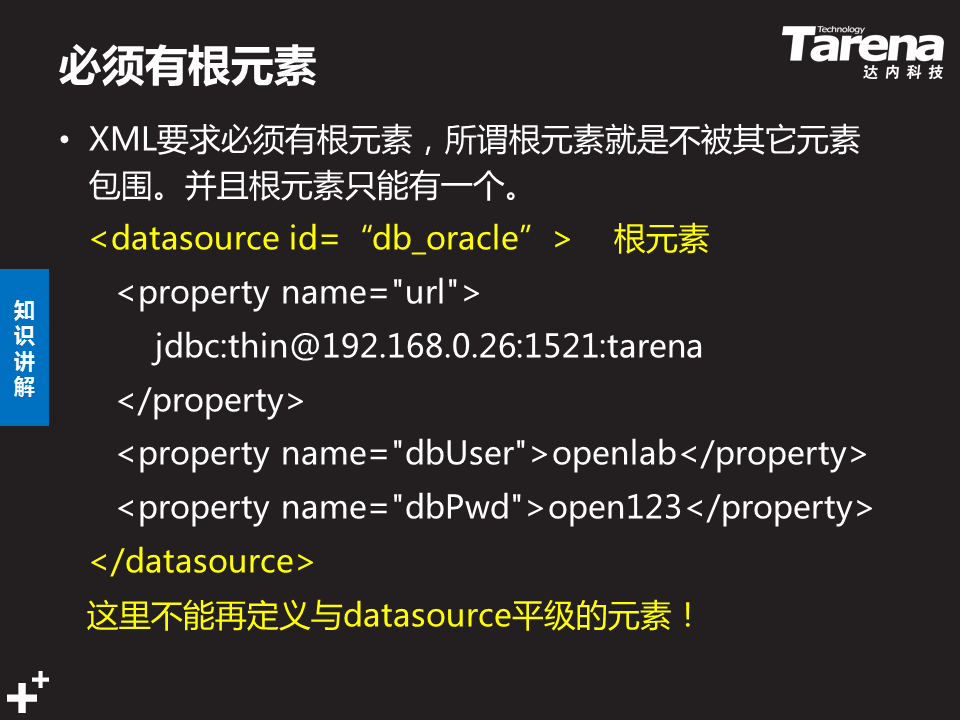 必须有根元素
Technology
Tarena
达内科技
• XML要求必须有根元素，所谓根元素就是不被其它元素
包围。并且根元素只能有一个。
<datasource id=“db_oracle”> 根元素
<property name="url">
jdbc:thin@192.168.0.26:1521:tarena
</property>
<property name="dbUser">openlab</property>
<property name="dbPwd">open123</property>
</datasource>
这里不能再定义与datasource平级的元素！
知
识
讲
解